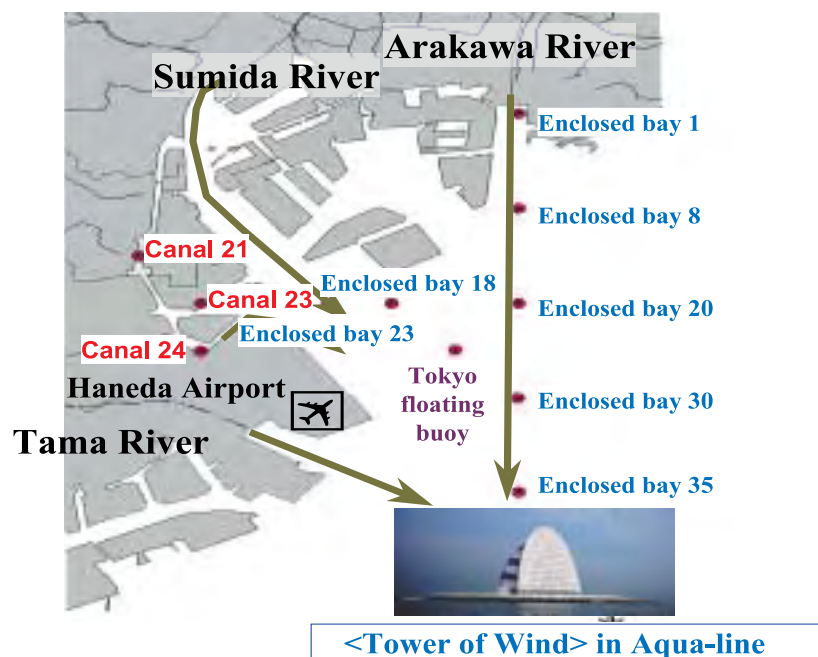 Arakawa River
Sumida River
Enclosed bay 1
Enclosed bay 8
Canal 21
Enclosed bay 18
Canal 23
Enclosed bay 20
Enclosed bay 23
Canal 24
Tokyo
floating
buoy
Haneda Airport
Enclosed bay 30
Tama River
Enclosed bay 35
<Tower of Wind> in Aqua-line